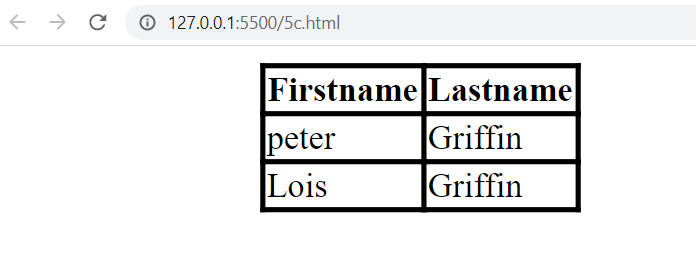 127.0.0.1:5500/5c.html
Firstname Lastname
peter Griffin
Lois Griffin